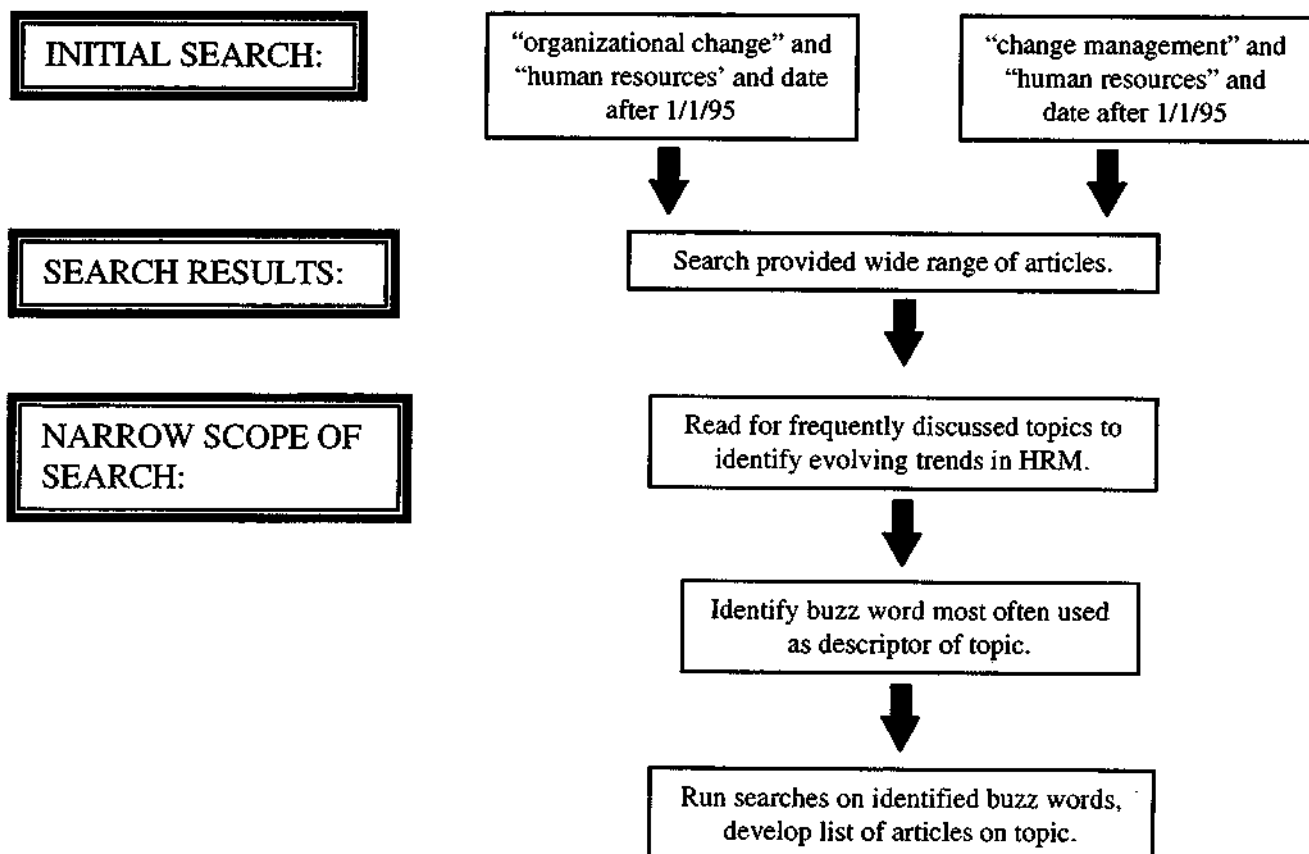 INITIAL SEARCH:
“organizational change” and
“human resources’ and date
after 1/1/95
“change management” and
“human resources” and
date after 1/1/95
SEARCH RESULTS:
Search provided wide range of articles.
NARROW SCOPE OF
SEARCH:
Read for frequently discussed topics to
identify evolving trends in HRM.
Identify buzz word most often used
as descriptor of topic.
Run searches on identified buzz words,
develop list of articles on topic.